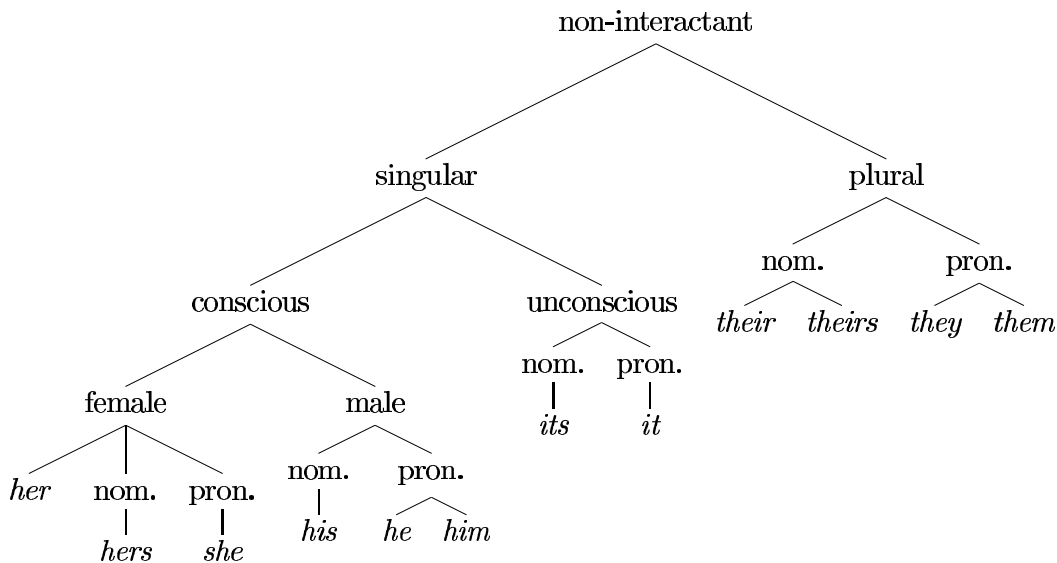 non-interactant
singular plural
nom. pron.
conscious unconscious
their theirs they them
nom. pron.
female male
its it
nom. pron.
her nom. pron.
his he him
hers she